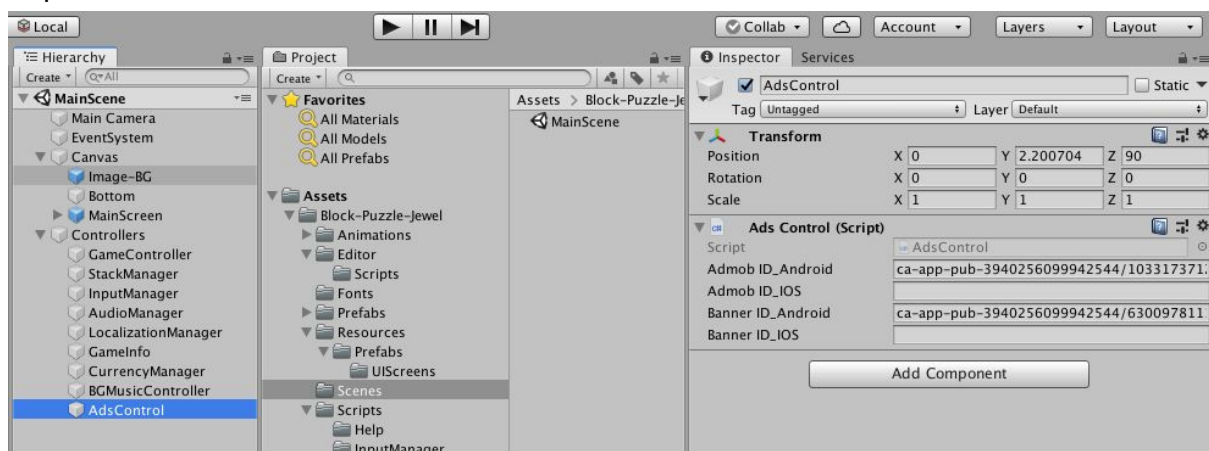 Local
Collab
Account
Layers
Layout
Hierarchy
Create
All
MainScene
Main Camera
EventSystem
Canvas
Image-BG
Bottom
MainScreen
Controllers
GameController
StackManager
InputManager
AudioManager
LocalizationManager
GameInfo
CurrencyManager
BGMusicController
AdsControl
Project
Create
Favorites
All Materials
All Models
All Prefabs
Assets
Block-Puzzle-Jewel
Animations
Editor
Scripts
Fonts
Prefabs
Resources
Prefabs
UIScreens
Scenes
Scripts
Help
InputManager
Assets > Block-Puzzle-Je
MainScene
Inspector Services
AdsControl Static
Tag Untagged Layer Default
Transform
Position X 0 Y 2.200704 Z 90
Rotation X 0 Y 0 Z 0
Scale X 1 Y 1 Z 1
Ads Control (Script)
Script AdsControl
Admob ID_Android ca-app-pub-3940256099942544/103317371
Admob ID_IOS
Banner ID_Android ca-app-pub-3940256099942544/630097811
Banner ID_IOS
Add Component